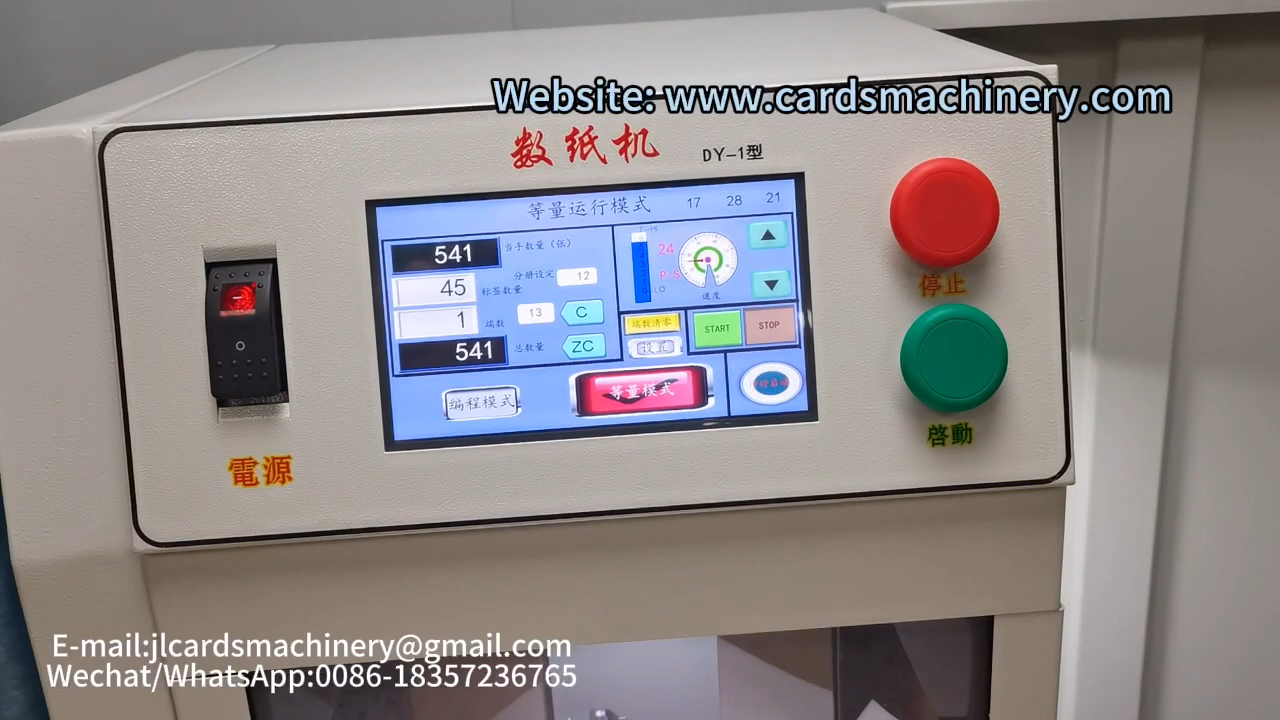 Website: www.cardsmachinery.com
数纸机 DY-1型
等量运行模式 17 28 21
541 当手数量（张）
分册设定 12
45 标签数量
1 端数 13 C
541 总数量 ZC
24
P/S
速度
端数清零
设置
START STOP
编程模式 等量模式
停止
啓動
電源
E-mail:jlcardsmachinery@gmail.com
Wechat/WhatsApp:0086-18357236765